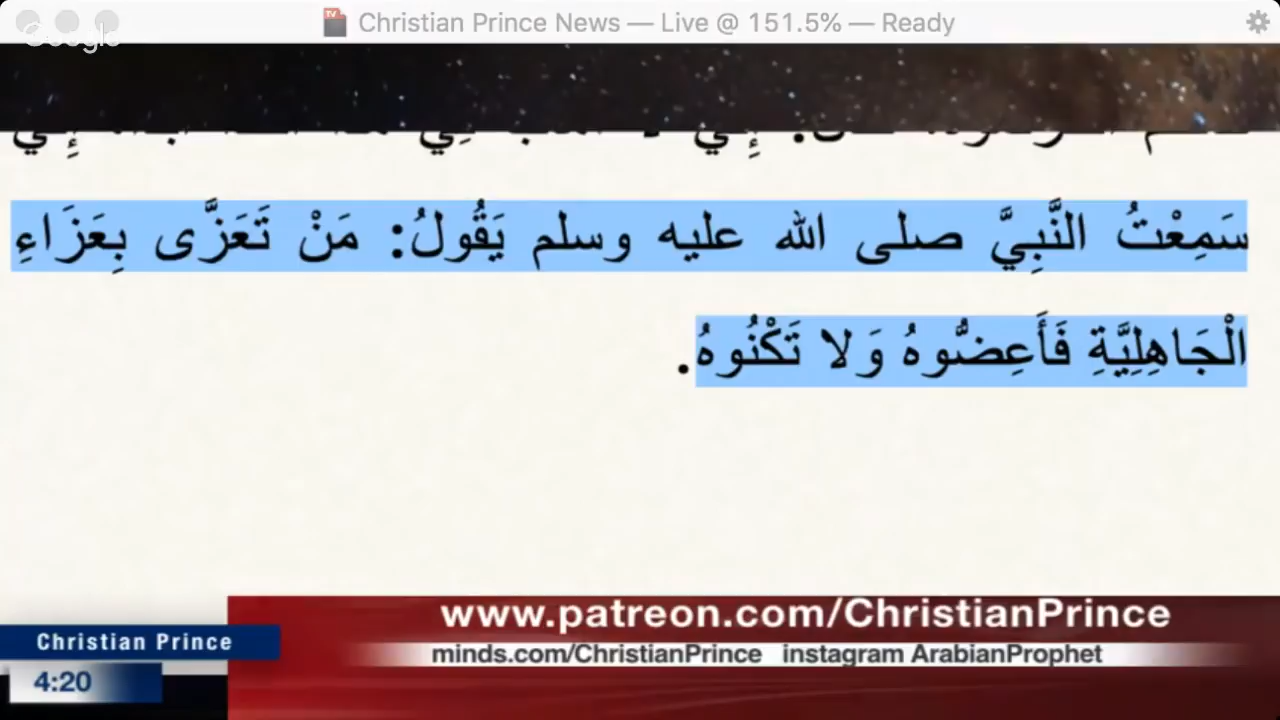 Christian Prince News — Live @ 151.5% — Ready
Google
سَمِعْتُ النَّبِيَّ صلى الله عليه وسلم يَقُولُ: مَنْ تَعَزَّى بِعَزَاءِ
الْجَاهِلِيَّةِ فَأَعِضُّوهُ وَلا تَكْنُوهُ.
www.patreon.com/ChristianPrince
Christian Prince
minds.com/ChristianPrince instagram ArabianProphet
4:20